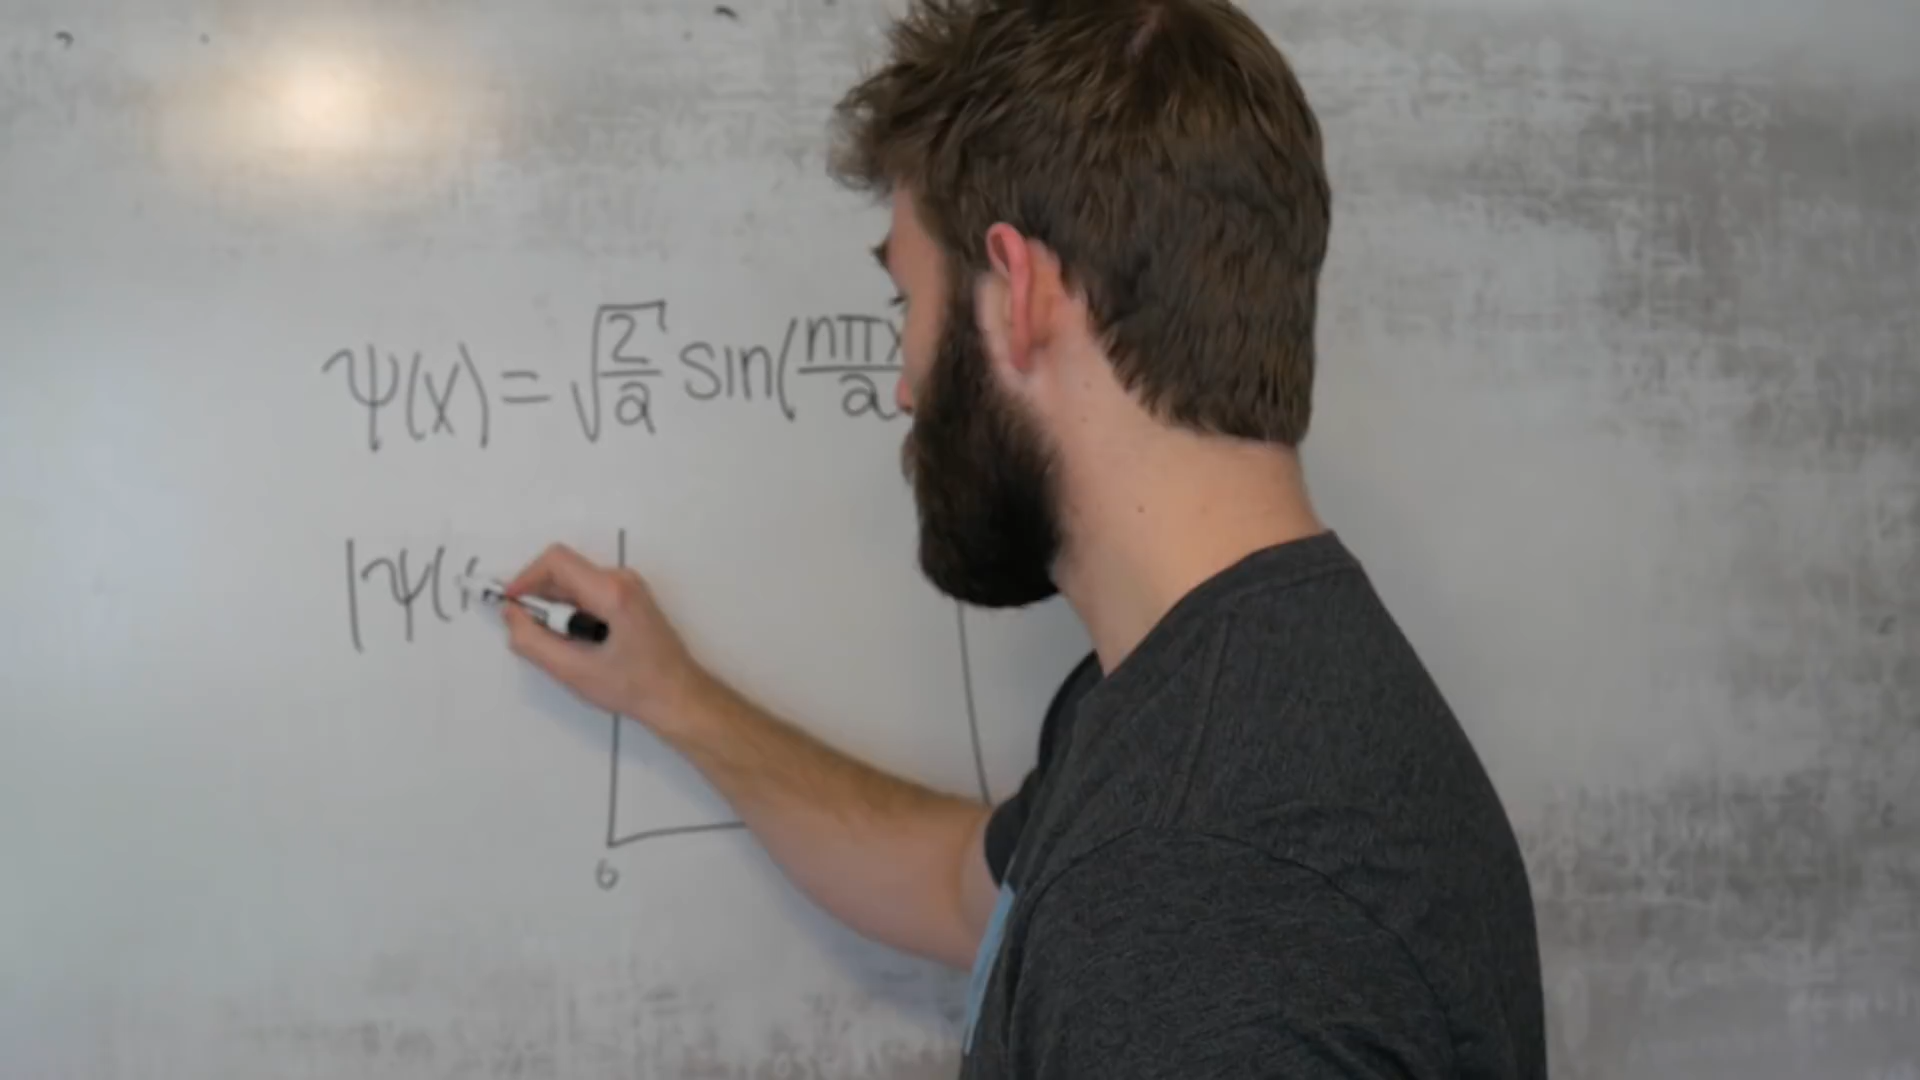 ψ(x) = √(2/a) sin(nπx/a
|ψ(
0